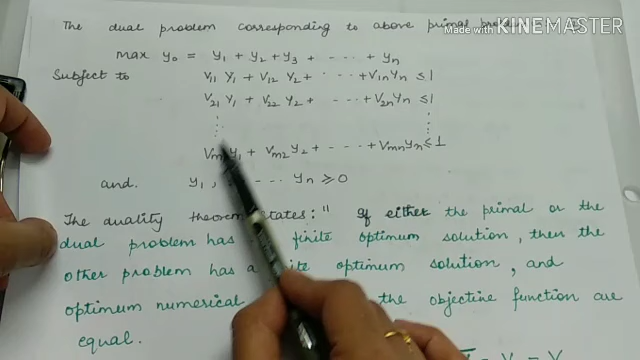 The dual problem corresponding to above primal
Made with KINEMASTER
max y₀ = y₁ + y₂ + y₃ + - - - - + yₙ
Subject to V₁₁ y₁ + V₁₂ y₂ + - - - + V₁ₙ yₙ ≤ 1
V₂₁ y₁ + V₂₂ y₂ + - - - + V₂ₙ yₙ ≤ 1
y₁ + Vₘ₂ y₂ + - - - + Vₘₙ yₙ ≤ 1
and. y₁ , - - - - yₙ ≥ 0
The duality states: " If either the primal or the
dual problem has finite optimum solution, then the
other problem has a optimum solution, and
optimum numerical the objective function are
equal.